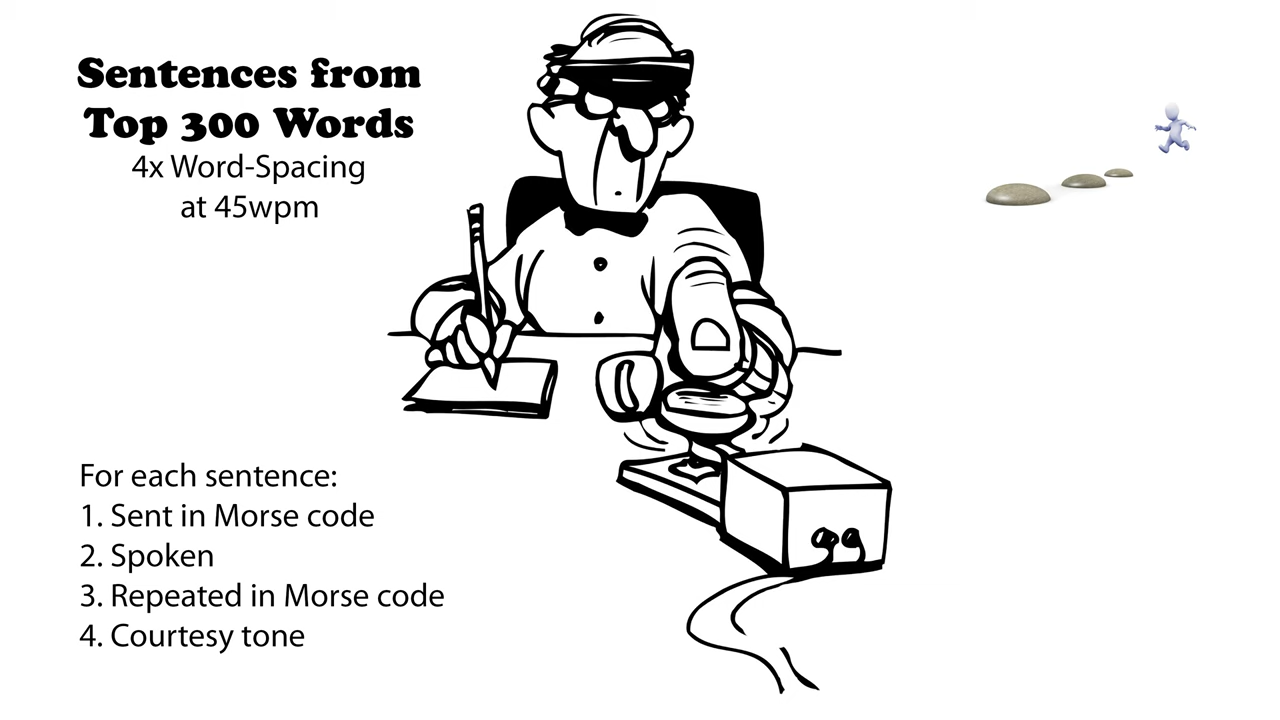 Sentences from
Top 300 Words
4x Word-Spacing
at 45wpm
For each sentence:
1. Sent in Morse code
2. Spoken
3. Repeated in Morse code
4. Courtesy tone